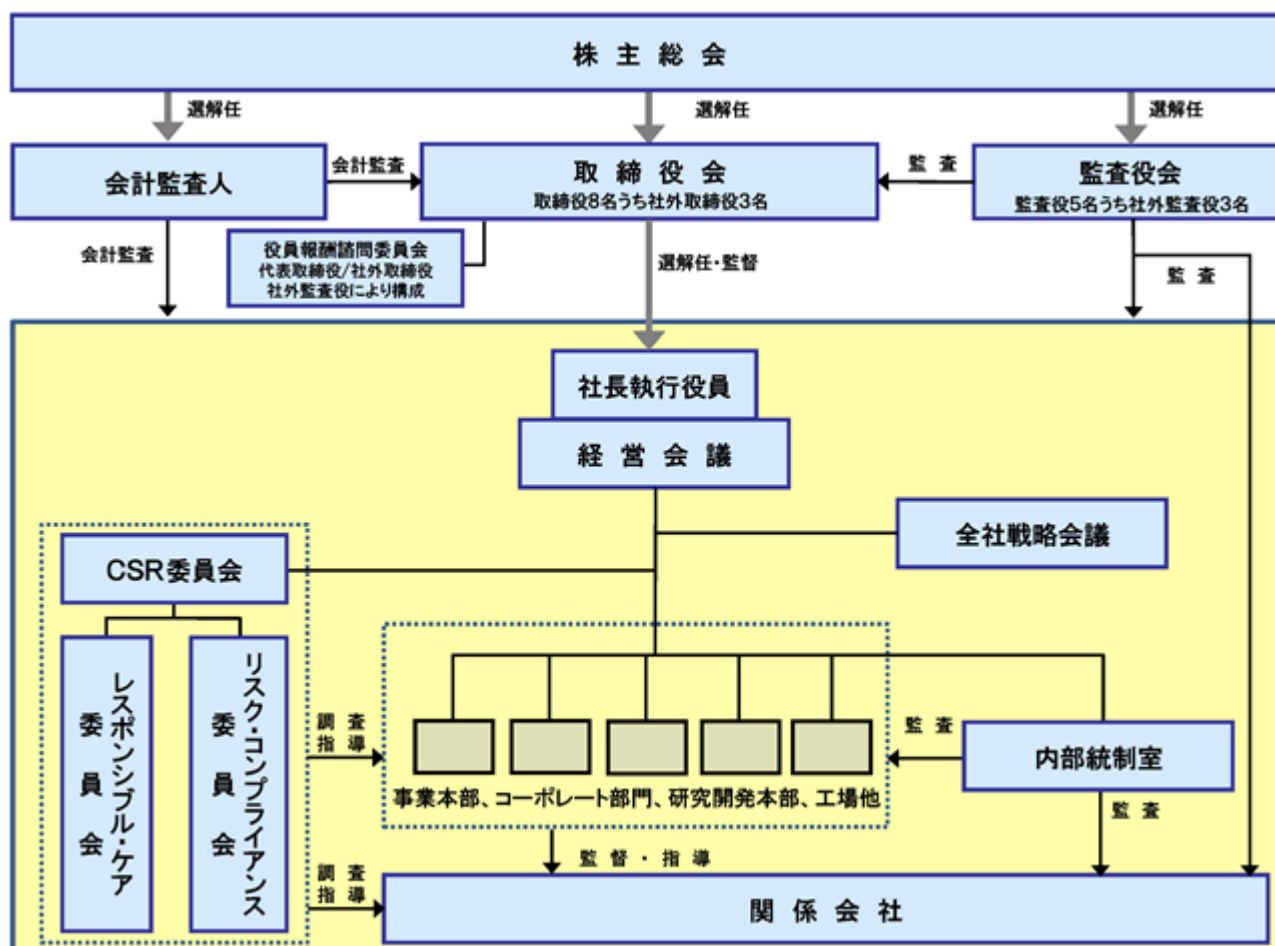 株主総会
選解任
選解任
選解任
会計監査人
会計監査
取締役会
取締役8名うち社外取締役3名
監査
監査役会
監査役5名うち社外監査役3名
会計監査
役員報酬諮問委員会
代表取締役/社外取締役
社外監査役により構成
選解任・監督
監査
社長執行役員
経営会議
全社戦略会議
CSR委員会
レスポンシブル・ケア
委員会
リスク・コンプライアンス
委員会
調査
指導
監査
内部統制室
事業本部、コーポレート部門、研究開発本部、工場他
監査
監督・指導
調査
指導
関係会社